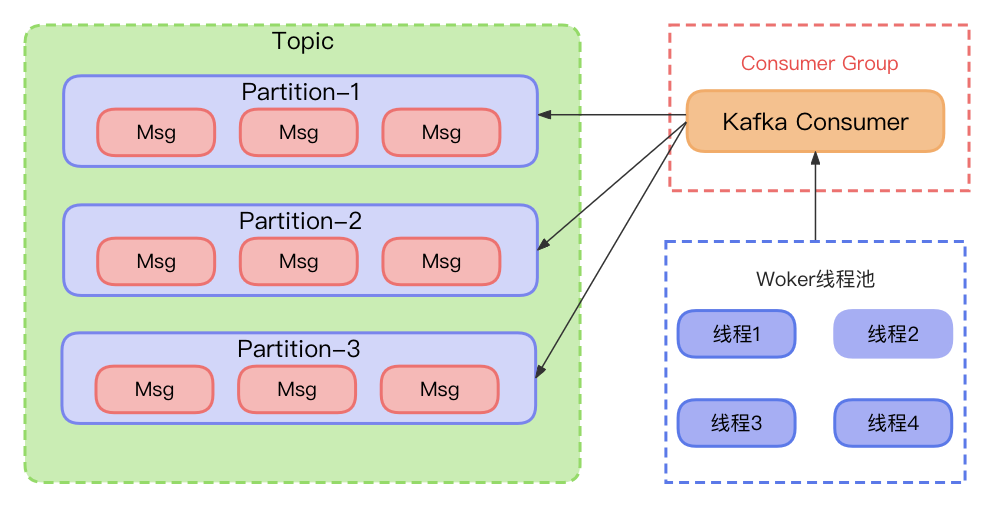 Topic
Partition-1
Msg Msg Msg
Partition-2
Msg Msg Msg
Partition-3
Msg Msg Msg
Consumer Group
Kafka Consumer
Woker线程池
线程1 线程2
线程3 线程4